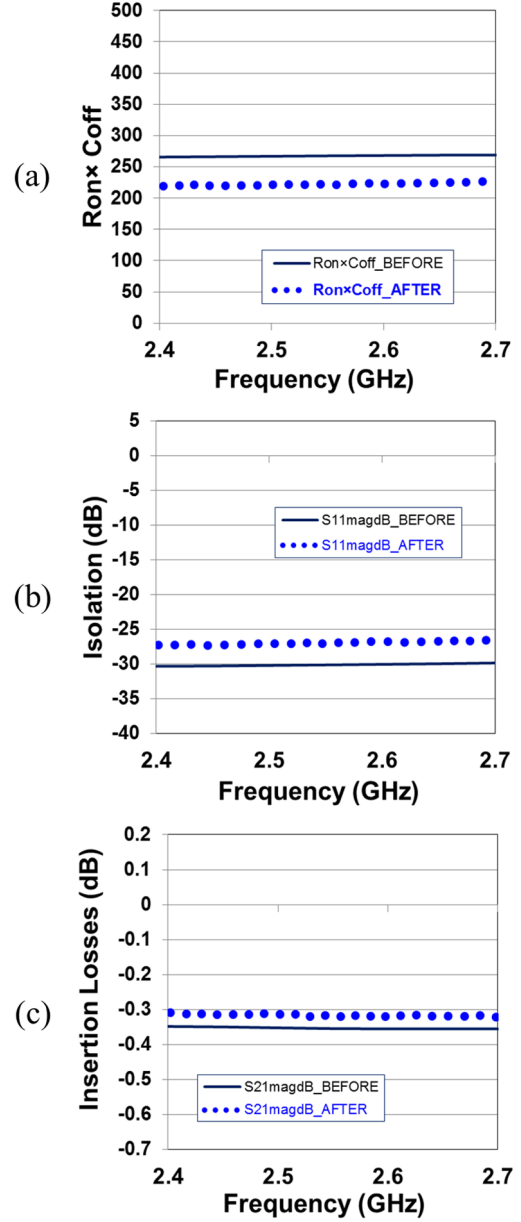 500
450
400
350
300
250
200
150
100
50
0
Ron× Coff
(a)
Ron×Coff_BEFORE
Ron×Coff_AFTER
2.4 2.5 2.6 2.7
Frequency (GHz)
5
0
-5
-10
-15
-20
-25
-30
-35
-40
Isolation (dB)
(b)
S11magdB_BEFORE
S11magdB_AFTER
2.4 2.5 2.6 2.7
Frequency (GHz)
0.2
0.1
0
-0.1
-0.2
-0.3
-0.4
-0.5
-0.6
-0.7
Insertion Losses (dB)
(c)
S21magdB_BEFORE
S21magdB_AFTER
2.4 2.5 2.6 2.7
Frequency (GHz)